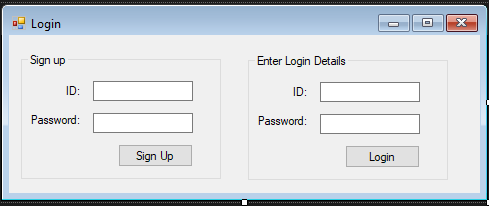 Login
Sign up
ID:
Password:
Sign Up
Enter Login Details
ID:
Password:
Login